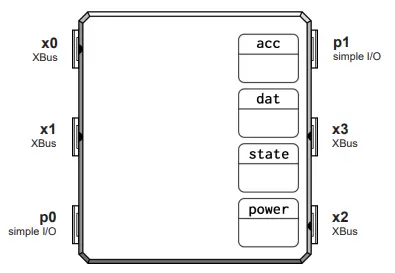 x0
XBus
acc
p1
simple I/O
dat
x1
XBus
x3
XBus
state
p0
simple I/O
power
x2
XBus